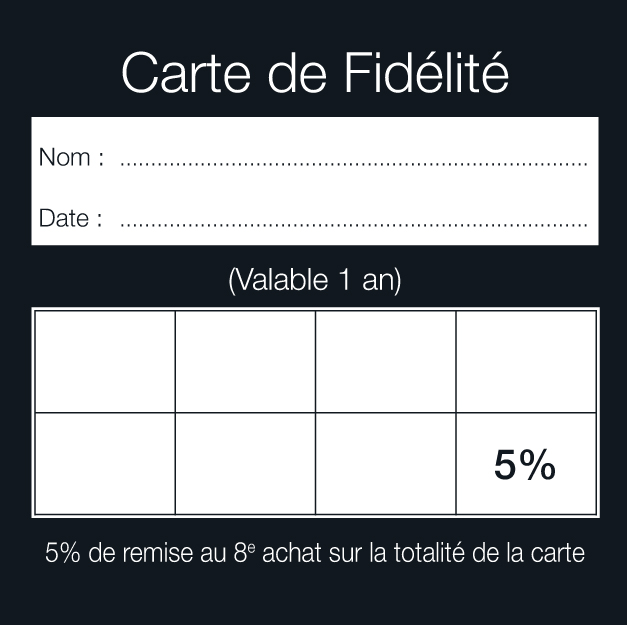 Carte de Fidélité
Nom : ............................................................................
Date : ............................................................................
(Valable 1 an)
5%
5% de remise au 8e achat sur la totalité de la carte